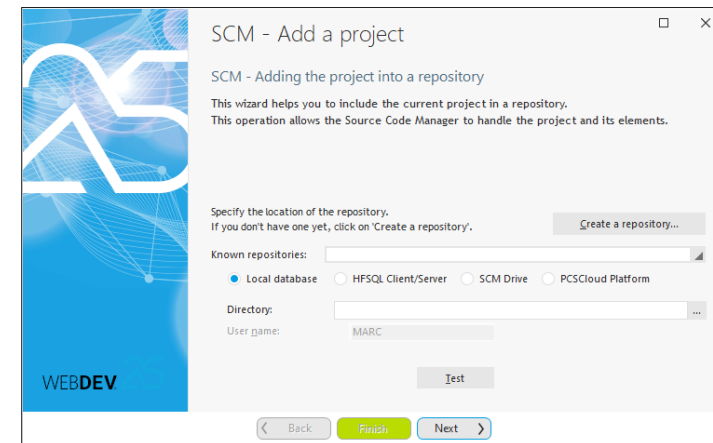 SCM - Add a project
SCM - Adding the project into a repository
This wizard helps you to include the current project in a repository.
This operation allows the Source Code Manager to handle the project and its elements.
Specify the location of the repository.
If you don't have one yet, click on 'Create a repository'.
Create a repository...
Known repositories:
Local database HFSQL Client/Server SCM Drive PCSCloud Platform
Directory: ...
User name: MARC
Test
WEBDEV
Back Finish Next